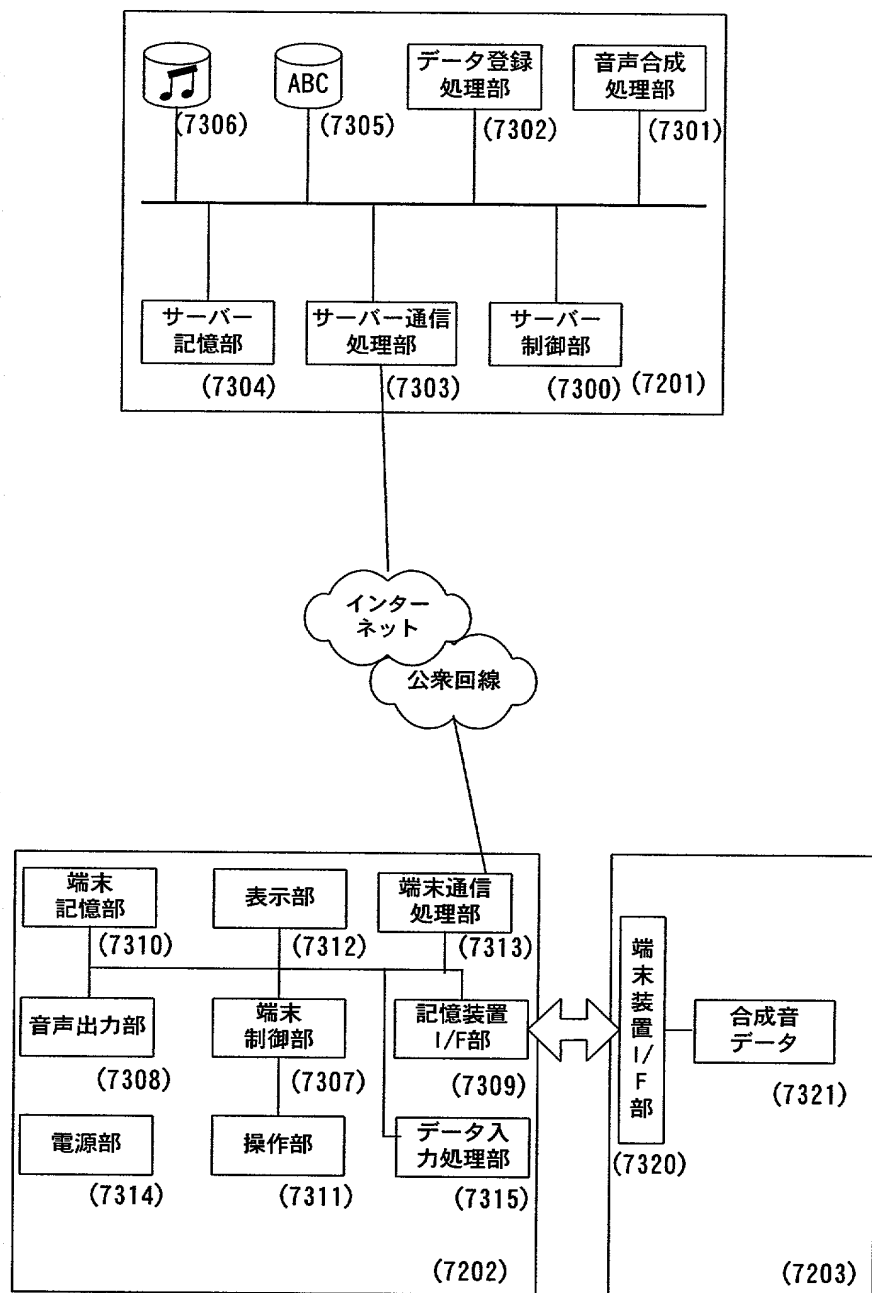 ABC
データ登録
処理部
音声合成
処理部
(7306)
(7305)
(7302)
(7301)
サーバー
記憶部
サーバー通信
処理部
サーバー
制御部
(7304)
(7303)
(7300)
(7201)
インター
ネット
公衆回線
端末
記憶部
表示部
端末通信
処理部
(7310)
(7312)
(7313)
音声出力部
端末
制御部
記憶装置
I/F部
(7308)
(7307)
(7309)
電源部
操作部
データ入
力処理部
(7314)
(7311)
(7315)
(7202)
端末装置I/F部
(7320)
合成音
データ
(7321)
(7203)